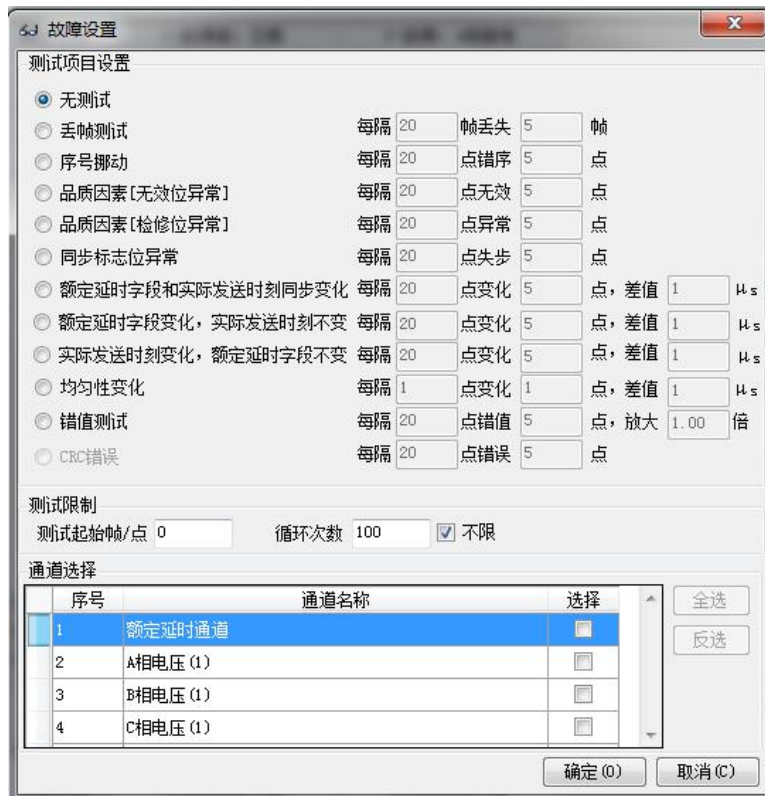 故障设置
测试项目设置
无测试
丢帧测试 每隔 20 帧丢失 5 帧
序号挪动 每隔 20 点错序 5 点
品质因素[无效位异常] 每隔 20 点无效 5 点
品质因素[检修位异常] 每隔 20 点异常 5 点
同步标志位异常 每隔 20 点失步 5 点
额定延时字段和实际发送时刻同步变化 每隔 20 点变化 5 点，差值 1 μs
额定延时字段变化，实际发送时刻不变 每隔 20 点变化 5 点，差值 1 μs
实际发送时刻变化，额定延时字段不变 每隔 20 点变化 5 点，差值 1 μs
均匀性变化 每隔 1 点变化 1 点，差值 1 μs
错值测试 每隔 20 点错值 5 点，放大 1.00 倍
CRC错误 每隔 20 点错误 5 点
测试限制
测试起始帧/点 0 循环次数 100 不限
通道选择
序号 通道名称 选择 全选
1 额定延时通道 反选
2 A相电压(1)
3 B相电压(1)
4 C相电压(1)
确定(O) 取消(C)